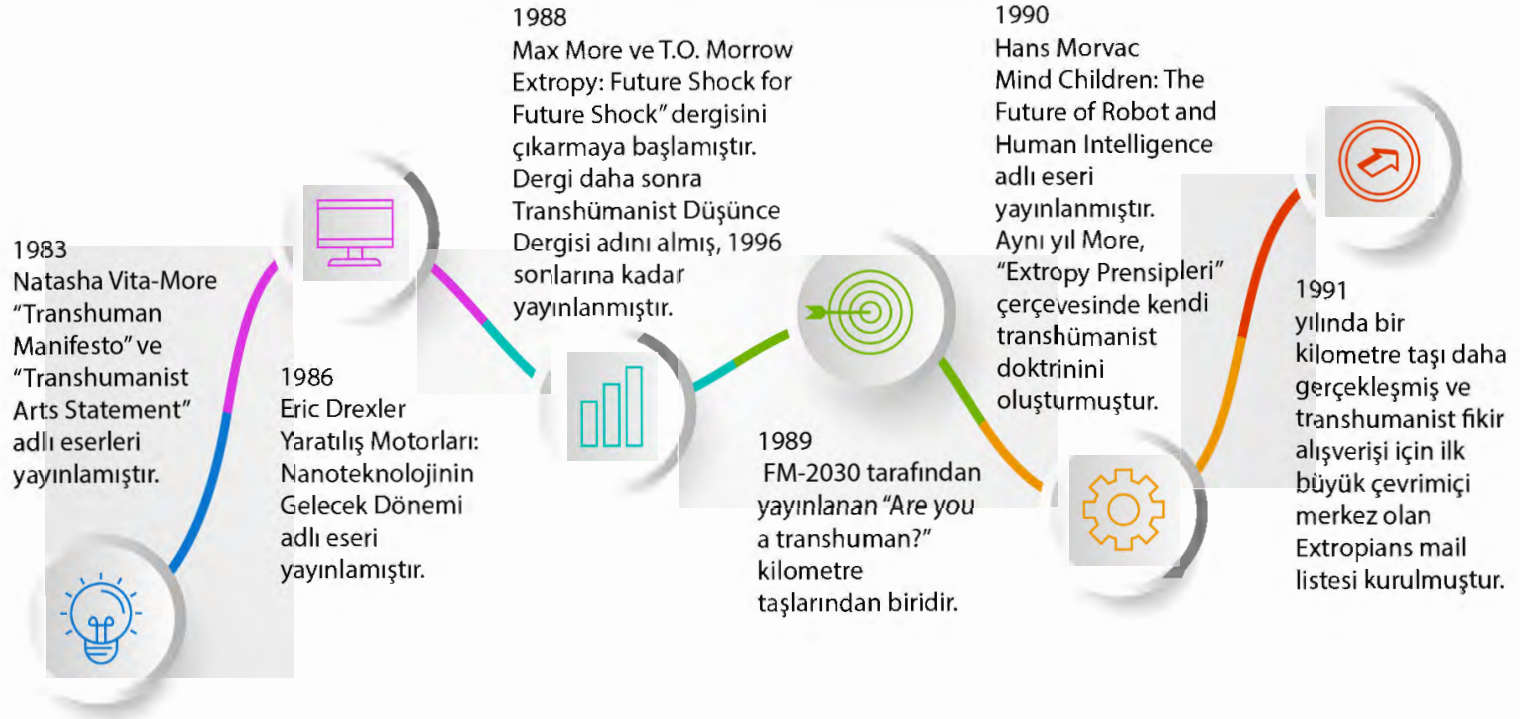 1983
Natasha Vita-More
“Transhuman
Manifesto” ve
“Transhumanist
Arts Statement”
adlı eserleri
yayınlamıştır.
1986
Eric Drexler
Yaratılış Motorları:
Nanoteknolojinin
Gelecek Dönemi
adlı eseri
yayınlamıştır.
1988
Max More ve T.O. Morrow
Extropy: Future Shock for
Future Shock” dergisini
çıkarmaya başlamıştır.
Dergi daha sonra
Transhümanist Düşünce
Dergisi adını almış, 1996
sonlarına kadar
yayınlanmıştır.
1989
FM-2030 tarafından
yayınlanan “Are you
a transhuman?”
kilometre
taşlarından biridir.
1990
Hans Morvac
Mind Children: The
Future of Robot and
Human Intelligence
adlı eseri
yayınlanmıştır.
Aynı yıl More,
“Extropy Prensipleri”
çerçevesinde kendi
transhümanist
doktrinini
oluşturmuştur.
1991
yılında bir
kilometre taşı daha
gerçekleşmiş ve
transhumanist fikir
alışverişi için ilk
büyük çevrimiçi
merkez olan
Extropians mail
listesi kurulmuştur.